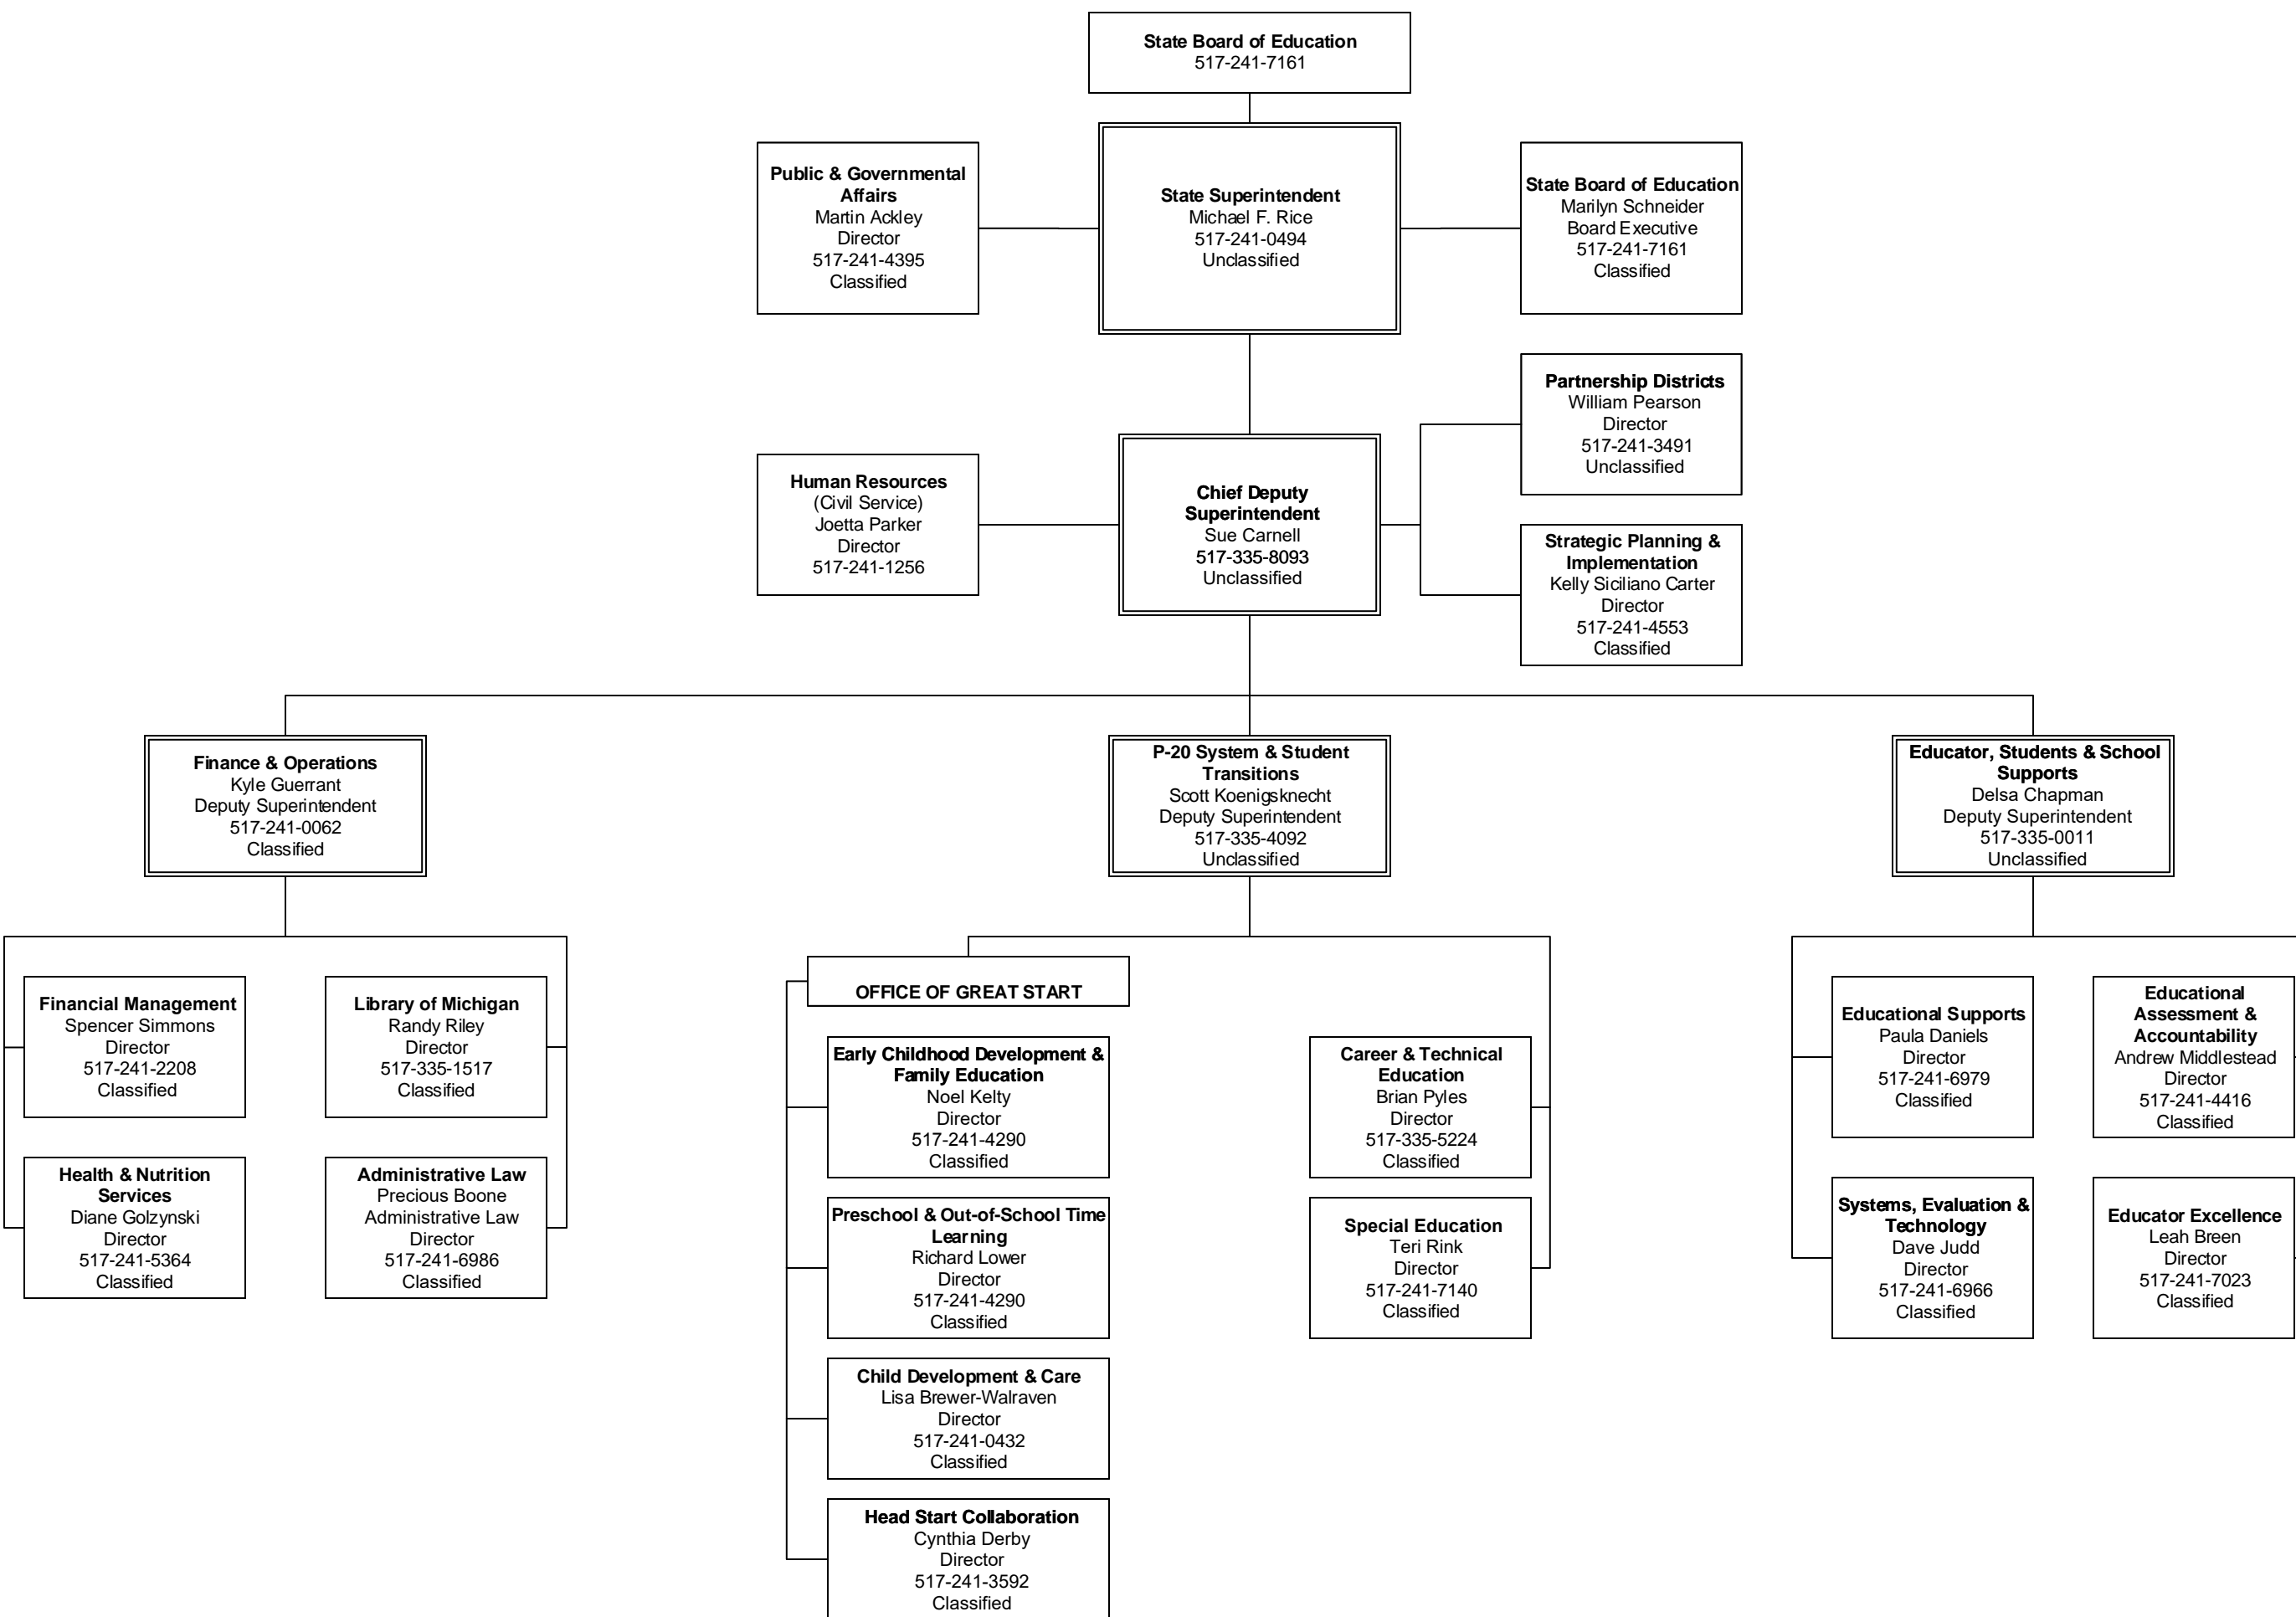 State Board of Education
517-241-7161
Public & Governmental
Affairs
Martin Ackley
Director
517-241-4395
Classified
State Superintendent
Michael F. Rice
517-241-0494
Unclassified
State Board of Education
Marilyn Schneider
Board Executive
517-241-7161
Classified
Partnership Districts
William Pearson
Director
517-241-3491
Unclassified
Human Resources
(Civil Service)
Joetta Parker
Director
517-241-1256
Chief Deputy
Superintendent
Sue Carnell
517-335-8093
Unclassified
Strategic Planning &
Implementation
Kelly Siciliano Carter
Director
517-241-4553
Classified
Finance & Operations
Kyle Guerrant
Deputy Superintendent
517-241-0062
Classified
P-20 System & Student
Transitions
Scott Koenigsknecht
Deputy Superintendent
517-335-4092
Unclassified
Educator, Students & School
Supports
Delsa Chapman
Deputy Superintendent
517-335-0011
Unclassified
Financial Management
Spencer Simmons
Director
517-241-2208
Classified
Library of Michigan
Randy Riley
Director
517-335-1517
Classified
Health & Nutrition
Services
Diane Golzynski
Director
517-241-5364
Classified
Administrative Law
Precious Boone
Administrative Law
Director
517-241-6986
Classified
OFFICE OF GREAT START
Early Childhood Development &
Family Education
Noel Kelty
Director
517-241-4290
Classified
Preschool & Out-of-School Time
Learning
Richard Lower
Director
517-241-4290
Classified
Child Development & Care
Lisa Brewer-Walraven
Director
517-241-0432
Classified
Head Start Collaboration
Cynthia Derby
Director
517-241-3592
Classified
Career & Technical
Education
Brian Pyles
Director
517-335-5224
Classified
Special Education
Teri Rink
Director
517-241-7140
Classified
Educational Supports
Paula Daniels
Director
517-241-6979
Classified
Educational
Assessment &
Accountability
Andrew Middlestead
Director
517-241-4416
Classified
Systems, Evaluation &
Technology
Dave Judd
Director
517-241-6966
Classified
Educator Excellence
Leah Breen
Director
517-241-7023
Classified